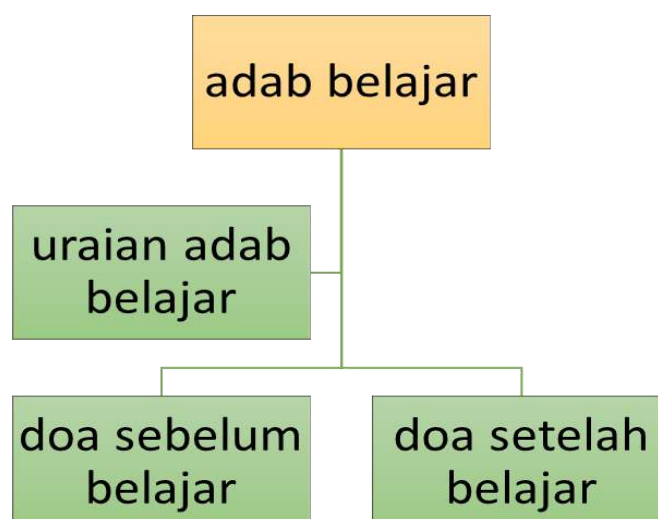 adab belajar
uraian adab
belajar
doa sebelum
belajar
doa setelah
belajar